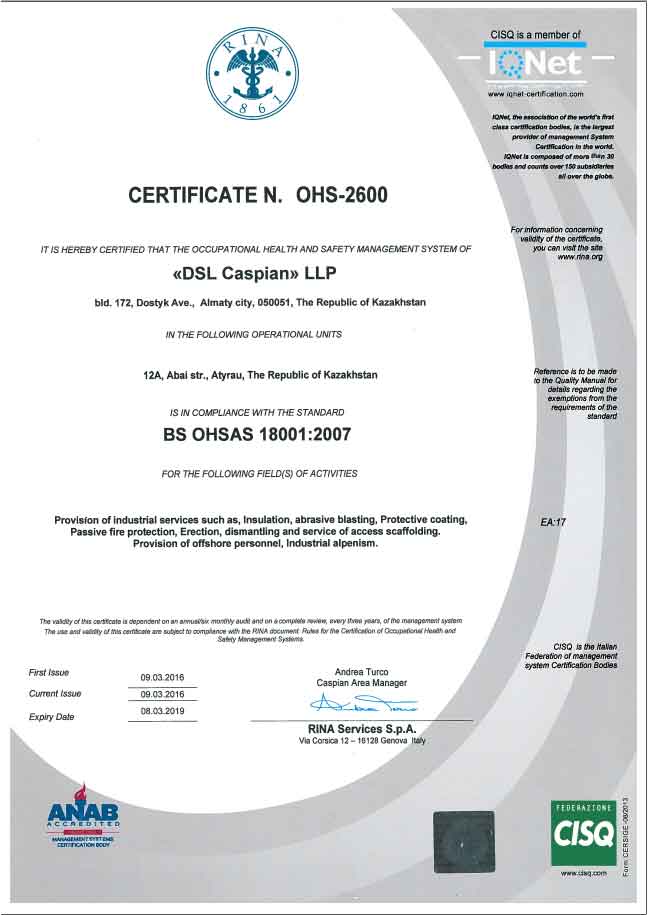 RINA
1861
CISQ is a member of
IQNet
www.iqnet-certification.com
IQNet, the association of the world's first
class certification bodies, is the largest
provider of management System
Certification in the world.
IQNet is composed of more than 30
bodies and counts over 150 subsidiaries
all over the globe.
CERTIFICATE N. OHS-2600
For information concerning
validity of the certificate,
you can visit the site
www.rina.org
IT IS HEREBY CERTIFIED THAT THE OCCUPATIONAL HEALTH AND SAFETY MANAGEMENT SYSTEM OF
«DSL Caspian» LLP
bld. 172, Dostyk Ave., Almaty city, 050051, The Republic of Kazakhstan
IN THE FOLLOWING OPERATIONAL UNITS
12A, Abai str., Atyrau, The Republic of Kazakhstan
Reference is to be made
to the Quality Manual for
details regarding the
exemptions from the
requirements of the
standard
IS IN COMPLIANCE WITH THE STANDARD
BS OHSAS 18001:2007
FOR THE FOLLOWING FIELD(S) OF ACTIVITIES
Provision of industrial services such as, Insulation, abrasive blasting, Protective coating,
Passive fire protection, Erection, dismantling and service of access scaffolding.
Provision of offshore personnel, Industrial alpenism.
EA:17
The validity of this certificate is dependent on an annual/six monthly audit and on a complete review, every three years, of the management system
The use and validity of this certificate are subject to compliance with the RINA document: Rules for the Certification of Occupational Health and
Safety Management Systems.
CISQ is the Italian
Federation of management
system Certification Bodies
First Issue 09.03.2016
Current Issue 09.03.2016
Expiry Date 08.03.2019
Andrea Turco
Caspian Area Manager
Andrea Turco
RINA Services S.p.A.
Via Corsica 12 – 16128 Genova Italy
ANAB
ACCREDITED
MANAGEMENT SYSTEMS
CERTIFICATION BODY
FEDERAZIONE
CISQ
www.cisq.com
Form: CERSIGE -06/2013